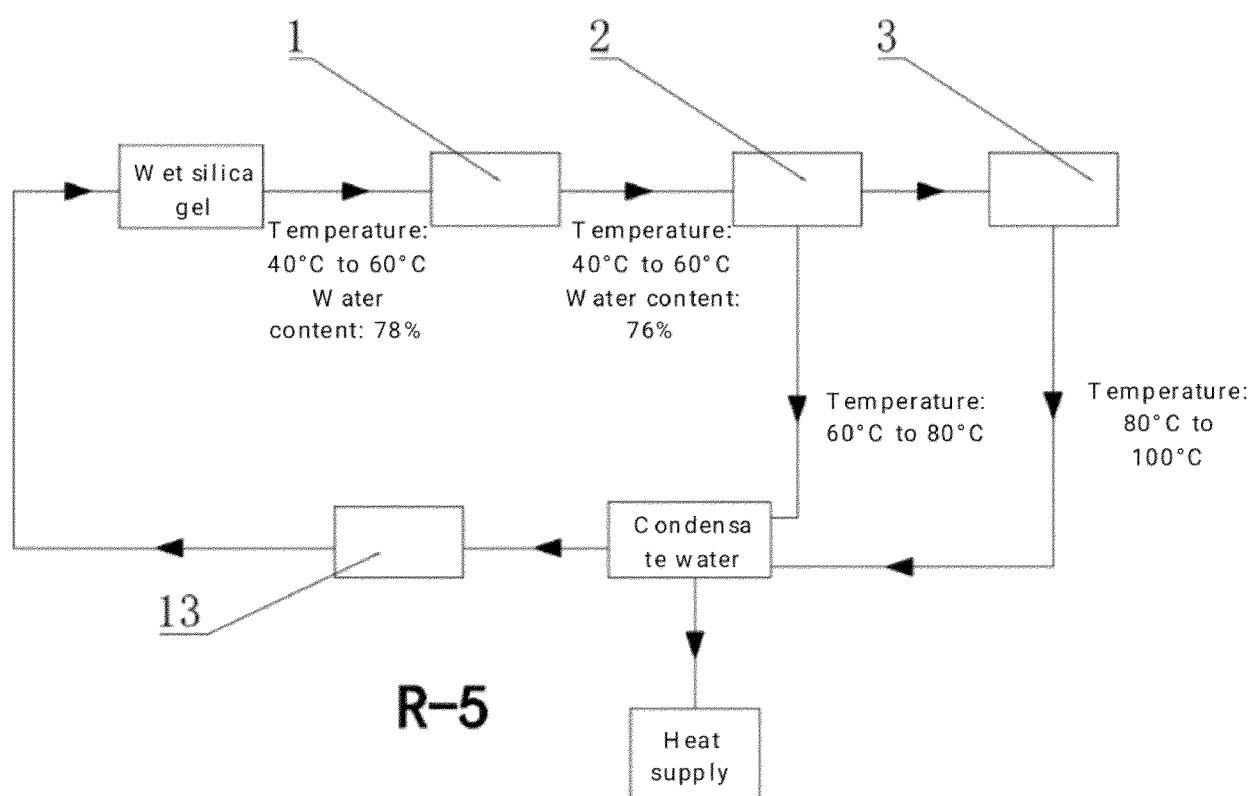 1
2
3
Wet silica
gel
Temperature:
40°C to 60°C
Water
content: 78%
Temperature:
40°C to 60°C
Water content:
76%
Temperature:
60°C to 80°C
Temperature:
80°C to
100°C
Condensa
te water
13
R-5
Heat
supply